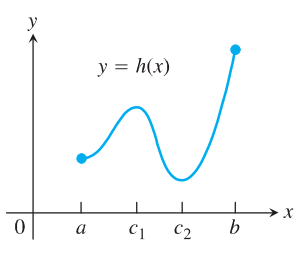 y
y = h(x)
x
0 a c₁ c₂ b